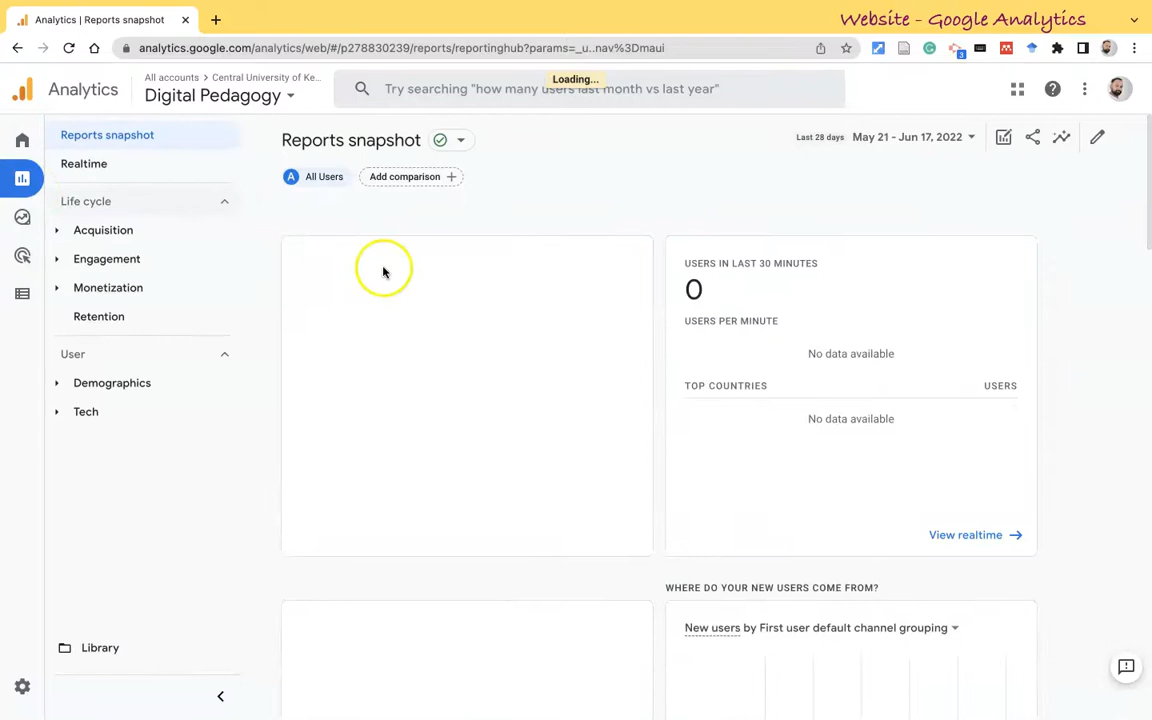 Analytics | Reports snapshot
Website - Google Analytics
analytics.google.com/analytics/web/#/p278830239/reports/reportinghub?params=_u..nav%3Dmaui
3
Analytics
All accounts > Central University of Ke...
Digital Pedagogy
Loading...
Try searching "how many users last month vs last year"
Reports snapshot
Realtime
Life cycle
Acquisition
Engagement
Monetization
Retention
User
Demographics
Tech
Library
Reports snapshot
Last 28 days May 21 - Jun 17, 2022
A All Users
Add comparison +
USERS IN LAST 30 MINUTES
0
USERS PER MINUTE
No data available
TOP COUNTRIES USERS
No data available
View realtime
WHERE DO YOUR NEW USERS COME FROM?
New users by First user default channel grouping